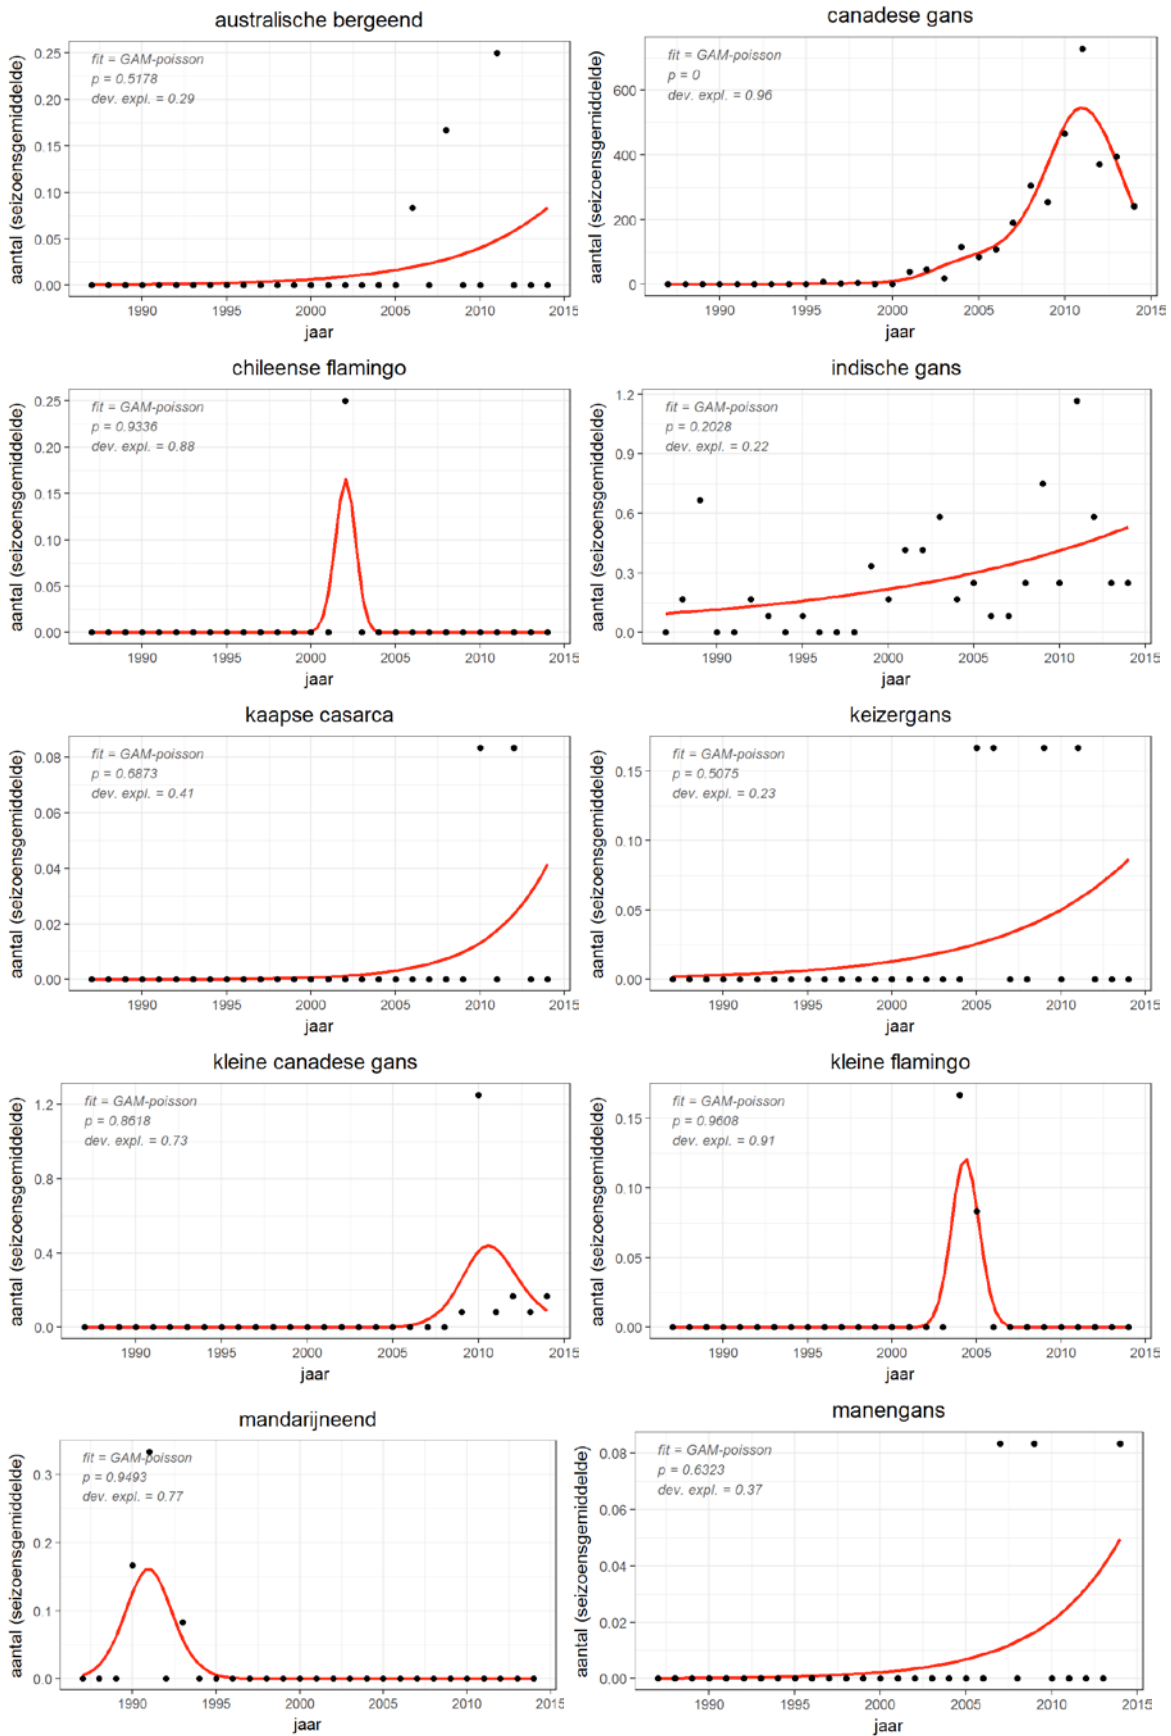 australische bergeend
fit = GAM-poisson
p = 0.5178
dev. expl. = 0.29
aantal (seizoensgemiddelde)
0.25
0.20
0.15
0.10
0.05
0.00
1990 1995 2000 2005 2010 2015
jaar
canadese gans
fit = GAM-poisson
p = 0
dev. expl. = 0.96
aantal (seizoensgemiddelde)
600
400
200
0
1990 1995 2000 2005 2010 2015
jaar
chileense flamingo
fit = GAM-poisson
p = 0.9336
dev. expl. = 0.88
aantal (seizoensgemiddelde)
0.25
0.20
0.15
0.10
0.05
0.00
1990 1995 2000 2005 2010 2015
jaar
indische gans
fit = GAM-poisson
p = 0.2028
dev. expl. = 0.22
aantal (seizoensgemiddelde)
1.2
0.9
0.6
0.3
0.0
1990 1995 2000 2005 2010 2015
jaar
kaapse casarca
fit = GAM-poisson
p = 0.6873
dev. expl. = 0.41
aantal (seizoensgemiddelde)
0.08
0.06
0.04
0.02
0.00
1990 1995 2000 2005 2010 2015
jaar
keizergans
fit = GAM-poisson
p = 0.5075
dev. expl. = 0.23
aantal (seizoensgemiddelde)
0.15
0.10
0.05
0.00
1990 1995 2000 2005 2010 2015
jaar
kleine canadese gans
fit = GAM-poisson
p = 0.8618
dev. expl. = 0.73
aantal (seizoensgemiddelde)
1.2
0.8
0.4
0.0
1990 1995 2000 2005 2010 2015
jaar
kleine flamingo
fit = GAM-poisson
p = 0.9608
dev. expl. = 0.91
aantal (seizoensgemiddelde)
0.15
0.10
0.05
0.00
1990 1995 2000 2005 2010 2015
jaar
mandarijneend
fit = GAM-poisson
p = 0.9493
dev. expl. = 0.77
aantal (seizoensgemiddelde)
0.3
0.2
0.1
0.0
1990 1995 2000 2005 2010 2015
jaar
manengans
fit = GAM-poisson
p = 0.6323
dev. expl. = 0.37
aantal (seizoensgemiddelde)
0.08
0.06
0.04
0.02
0.00
1990 1995 2000 2005 2010 2015
jaar